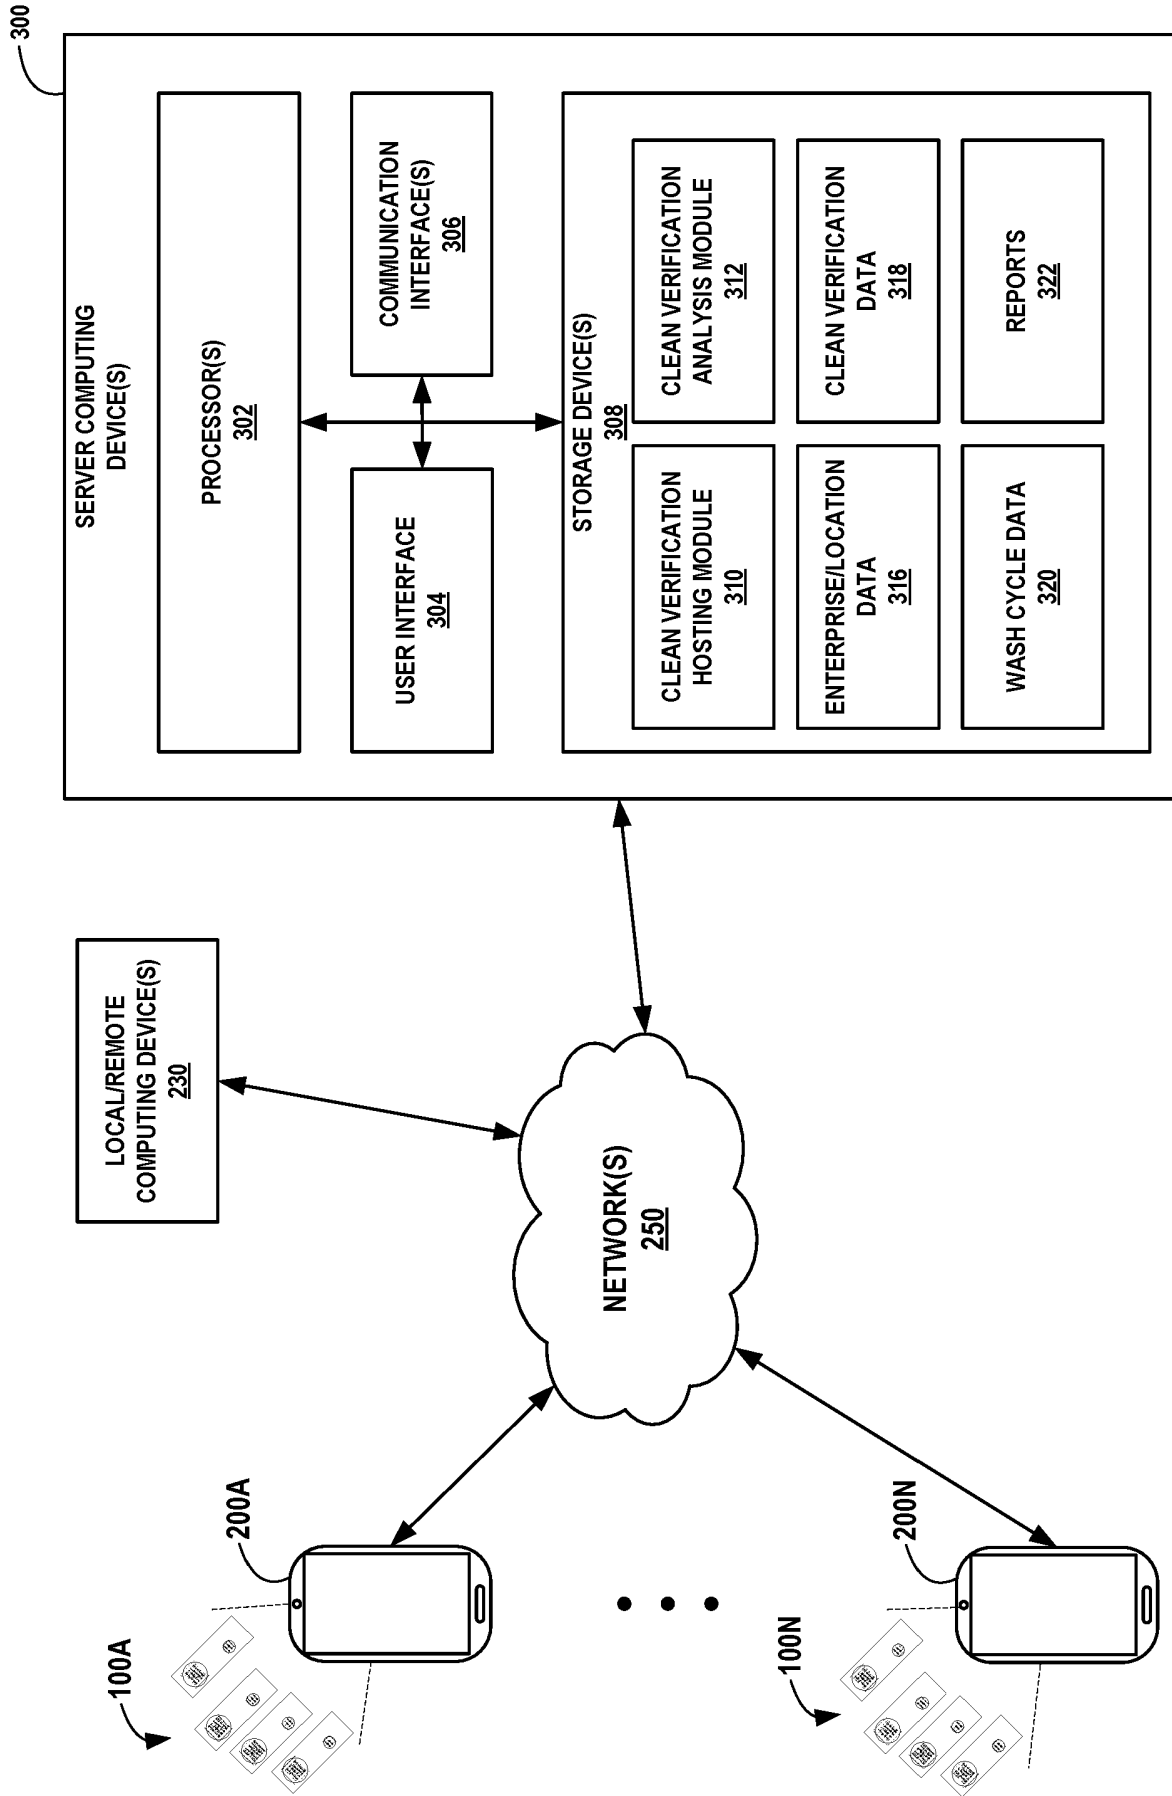 300
SERVER COMPUTING
DEVICE(S)
PROCESSOR(S)
302
USER INTERFACE
304
COMMUNICATION
INTERFACE(S)
306
STORAGE DEVICE(S)
308
CLEAN VERIFICATION
HOSTING MODULE
310
CLEAN VERIFICATION
ANALYSIS MODULE
312
ENTERPRISE/LOCATION
DATA
316
CLEAN VERIFICATION
DATA
318
WASH CYCLE DATA
320
REPORTS
322
LOCAL/REMOTE
COMPUTING DEVICE(S)
230
NETWORK(S)
250
100A
200A
100N
200N